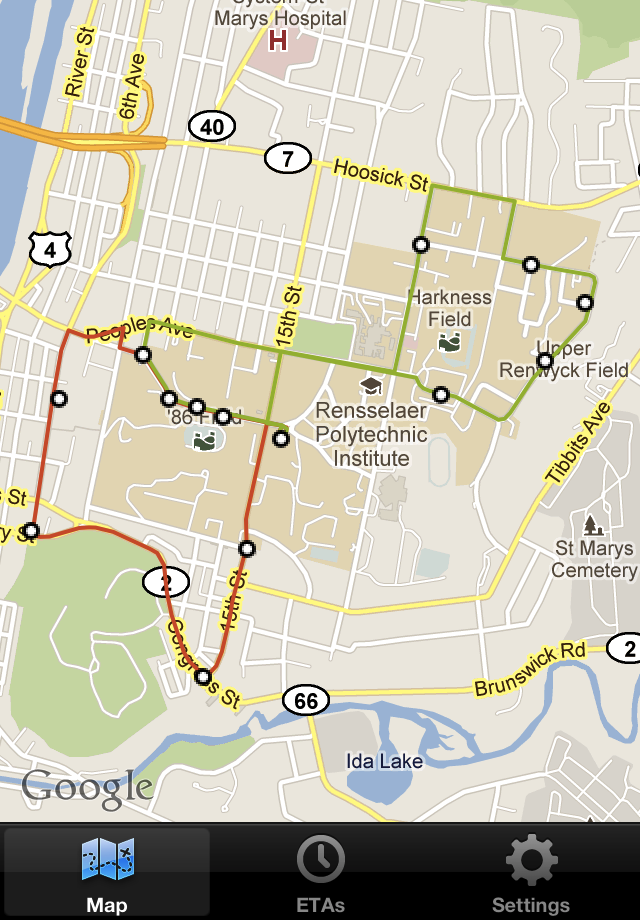 System St
Marys Hospital
H
River St
6th Ave
40
7
Hoosick St
4
15th St
Harkness
Field
Peoples Ave
Upper
Renwyck Field
'86 Field
Rensselaer
Polytechnic
Institute
Tibbits Ave
s St
ry St
St Marys
Cemetery
2
15th St
Congress St
Brunswick Rd
2
66
Ida Lake
Google
Map
ETAs
Settings